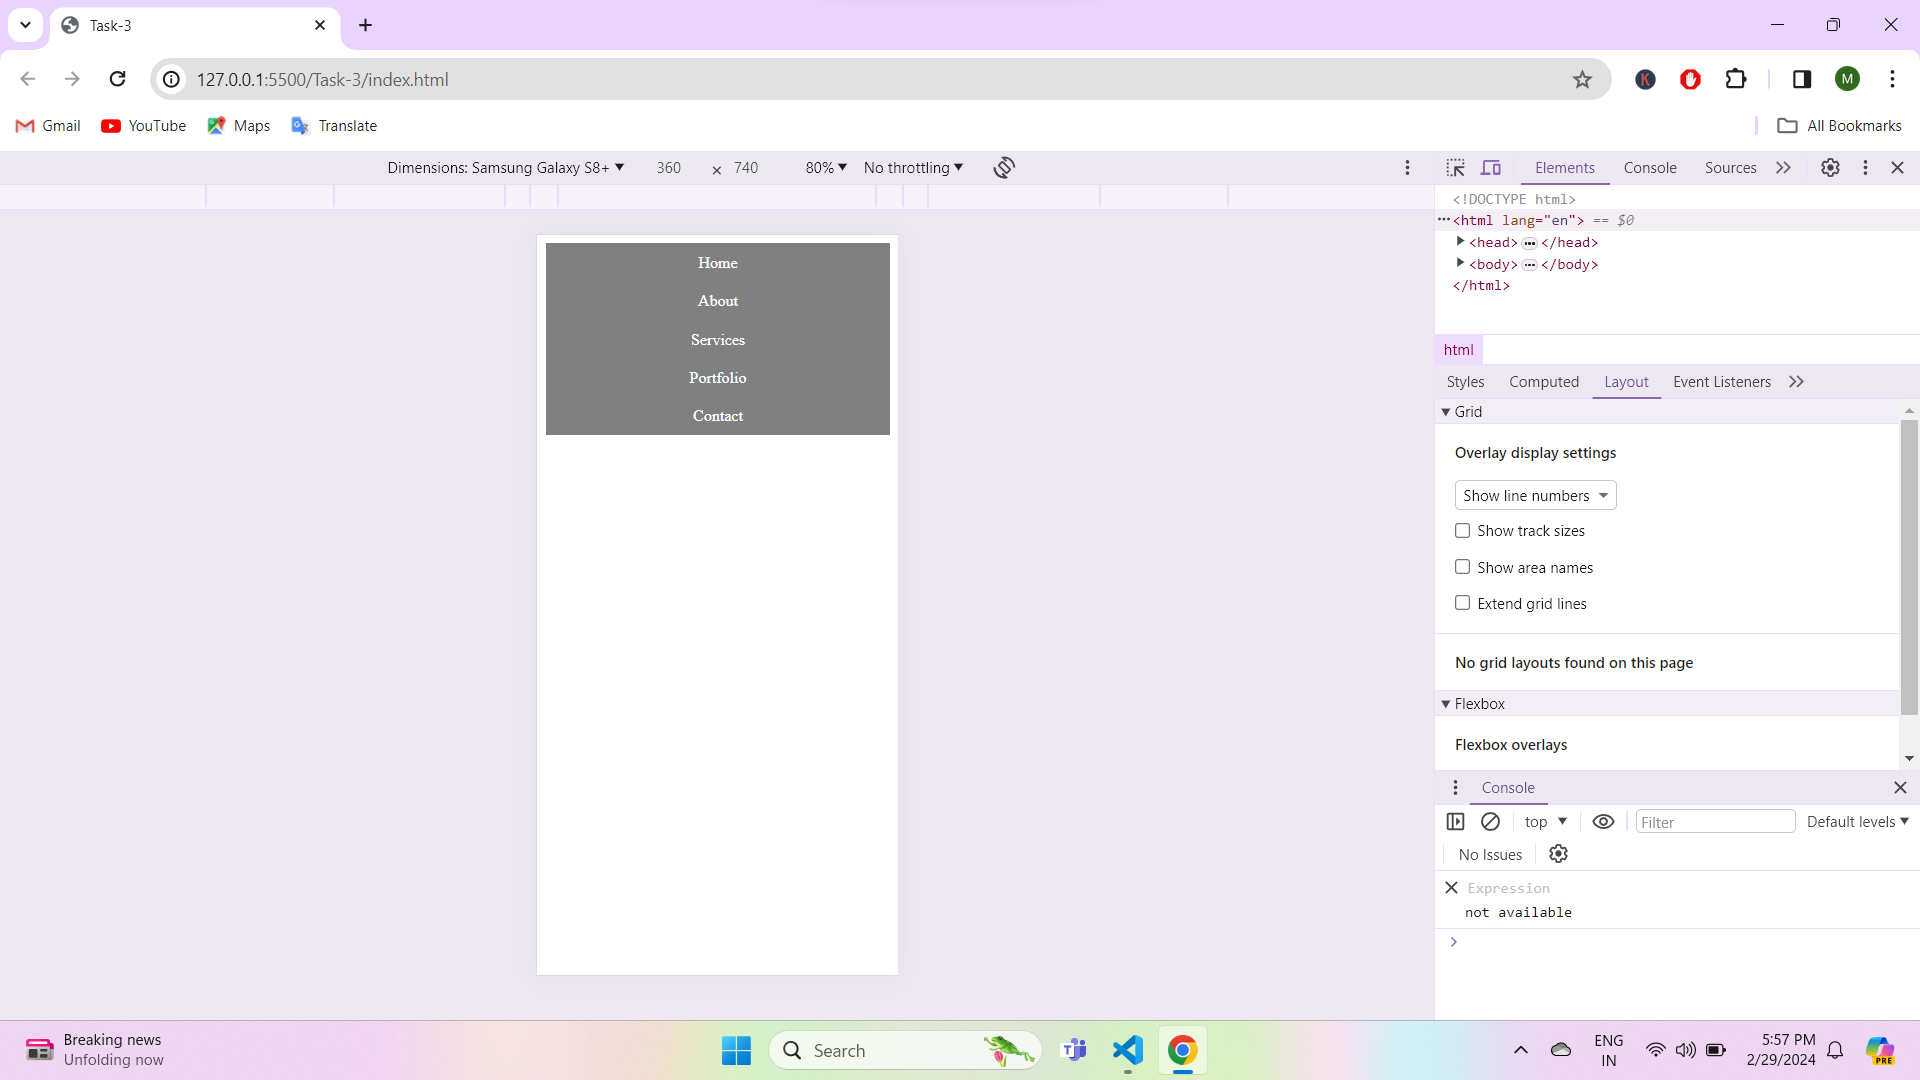 Task-3
127.0.0.1:5500/Task-3/index.html
K
M
Gmail
YouTube
Maps
Translate
All Bookmarks
Dimensions: Samsung Galaxy S8+
360
×
740
80%
No throttling
Elements
Console
Sources
<!DOCTYPE html>
<html lang="en"> == $0
<head> … </head>
<body> … </body>
</html>
Home
About
Services
Portfolio
Contact
html
Styles
Computed
Layout
Event Listeners
Grid
Overlay display settings
Show line numbers
Show track sizes
Show area names
Extend grid lines
No grid layouts found on this page
Flexbox
Flexbox overlays
Console
top
Filter
Default levels
No Issues
Expression
not available
Breaking news
Unfolding now
Search
ENG
IN
5:57 PM
2/29/2024
PRE